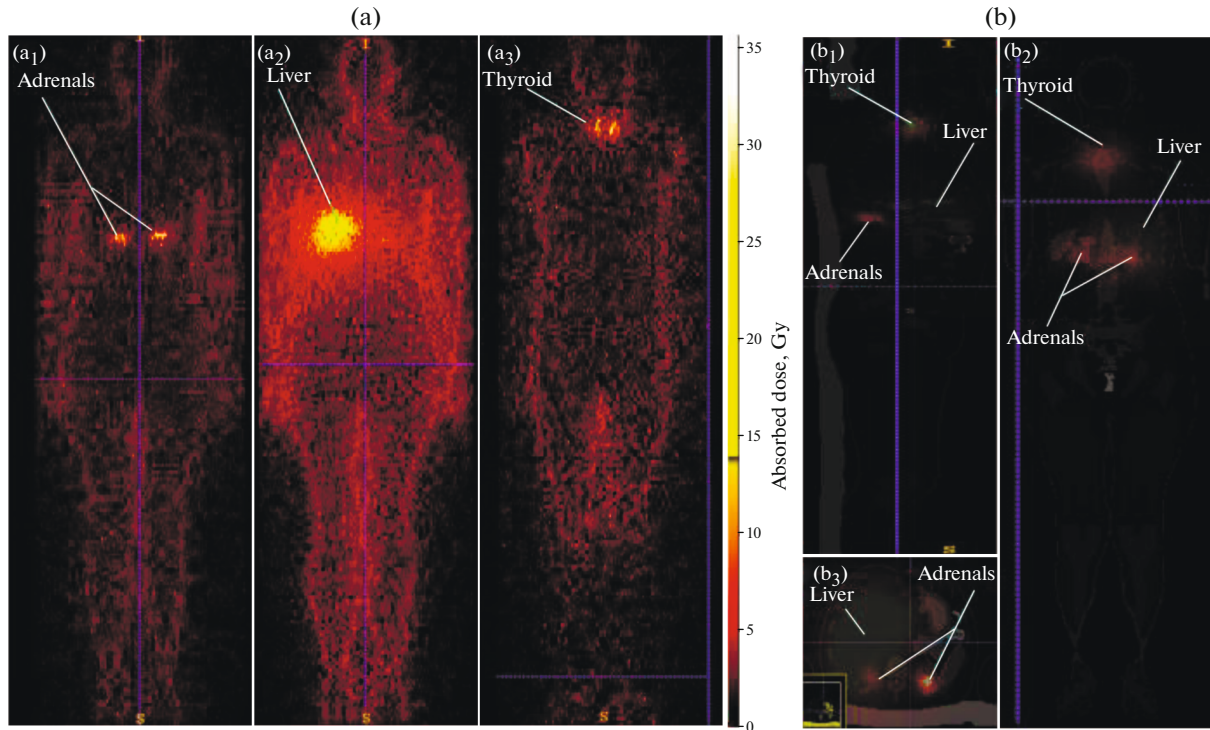 (a)
(b)
(a1)
Adrenals
(a2)
Liver
(a3)
Thyroid
I
S
S
35
30
25
20
15
10
5
0
Absorbed dose, Gy
(b1)
I
Thyroid
Liver
Adrenals
S
(b2)
Thyroid
Liver
Adrenals
(b3)
Liver
Adrenals